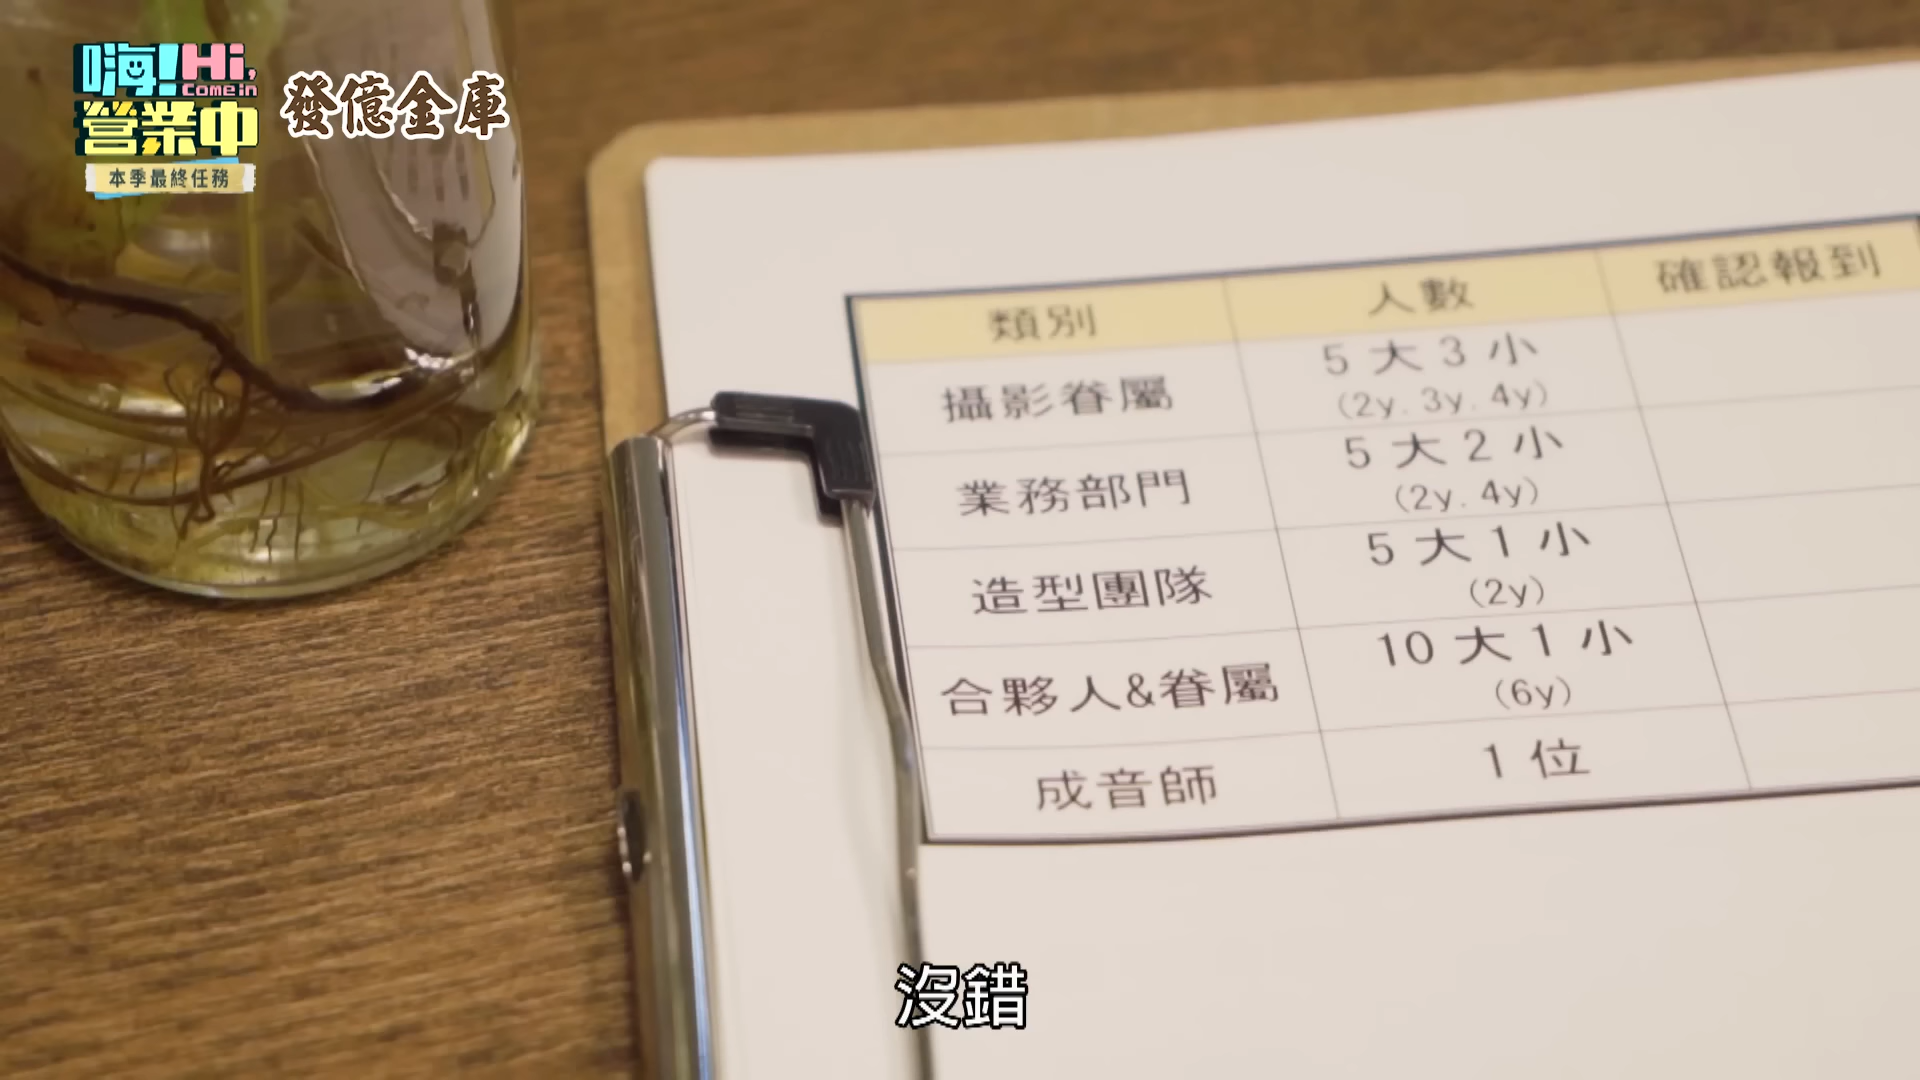 嗨!Hi,
Come in
營業中
本季最終任務
發億金庫
類別 人數 確認報到
攝影眷屬 5 大 3 小
(2y. 3y. 4y)
業務部門 5 大 2 小
(2y. 4y)
造型團隊 5 大 1 小
(2y)
合夥人&眷屬 10 大 1 小
(6y)
成音師 1 位
沒錯